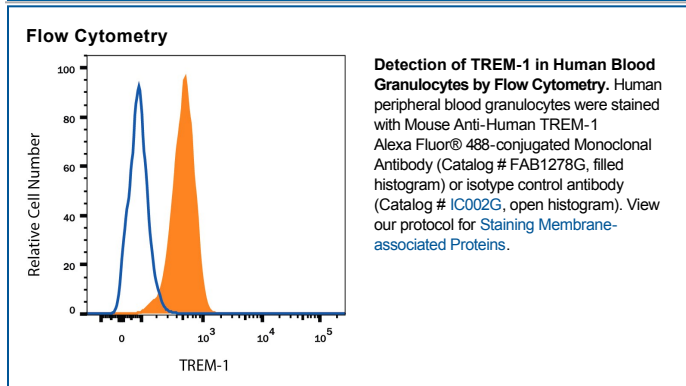 Flow Cytometry
100
80
60
40
20
0
Relative Cell Number
0
10³
10⁴
10⁵
TREM-1
Detection of TREM-1 in Human Blood
Granulocytes by Flow Cytometry. Human
peripheral blood granulocytes were stained
with Mouse Anti-Human TREM-1
Alexa Fluor® 488-conjugated Monoclonal
Antibody (Catalog # FAB1278G, filled
histogram) or isotype control antibody
(Catalog # IC002G, open histogram). View
our protocol for Staining Membrane-
associated Proteins.